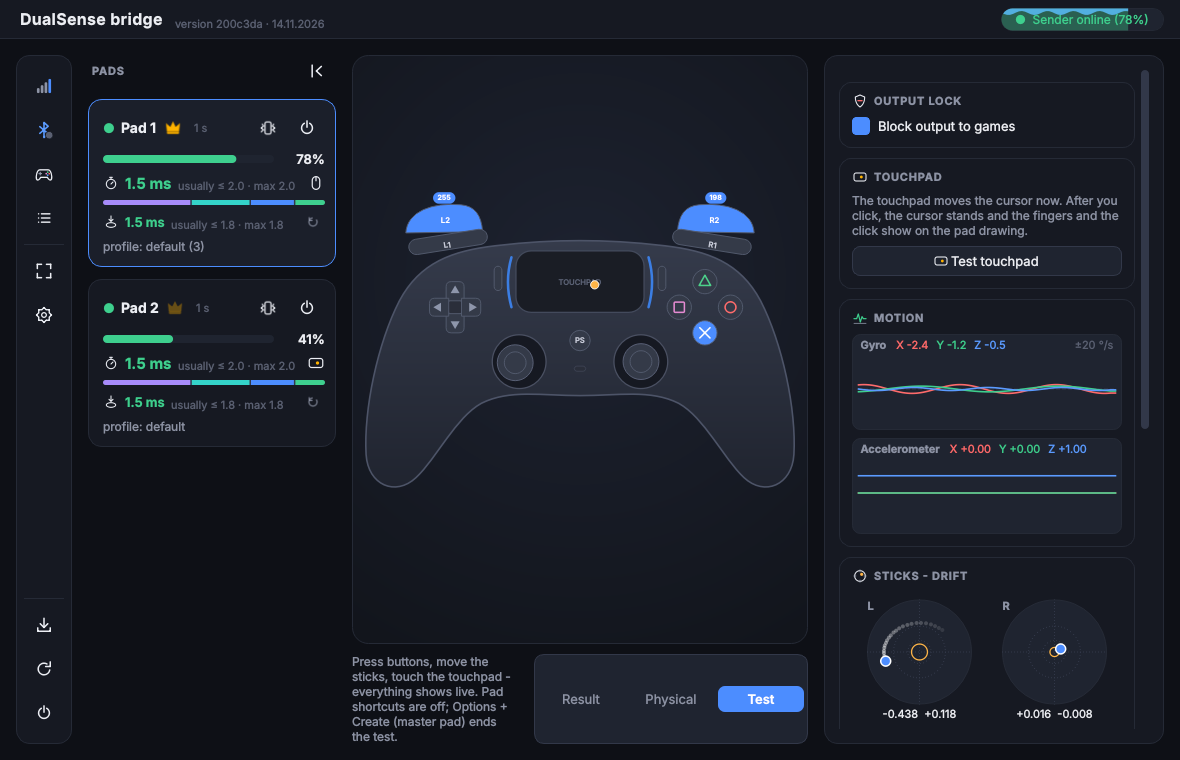 DualSense bridge version 200c3da · 14.11.2026
Sender online (78%)
PADS
Pad 1 1 s
78%
1.5 ms usually ≤ 2.0 · max 2.0
1.5 ms usually ≤ 1.8 · max 1.8
profile: default (3)
Pad 2 1 s
41%
1.5 ms usually ≤ 2.0 · max 2.0
1.5 ms usually ≤ 1.8 · max 1.8
profile: default
255
L2
L1
198
R2
R1
PS
Press buttons, move the
sticks, touch the touchpad -
everything shows live. Pad
shortcuts are off; Options +
Create (master pad) ends
the test.
Result Physical Test
OUTPUT LOCK
Block output to games
TOUCHPAD
The touchpad moves the cursor now. After you
click, the cursor stands and the fingers and the
click show on the pad drawing.
Test touchpad
MOTION
Gyro X -2.4 Y -1.2 Z -0.5 ±20 °/s
Accelerometer X +0.00 Y +0.00 Z +1.00
STICKS - DRIFT
L R
-0.438 +0.118 +0.016 -0.008